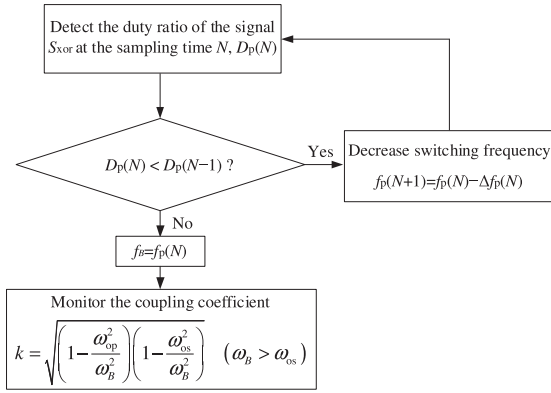 Detect the duty ratio of the signal
Sxor at the sampling time N, Dp(N)
Dp(N) < Dp(N−1) ?
Yes
Decrease switching frequency
fp(N+1)=fp(N)−Δfp(N)
No
fB=fp(N)
Monitor the coupling coefficient
k = √((1 − ω²op/ω²B)(1 − ω²os/ω²B)) (ωB > ωos)